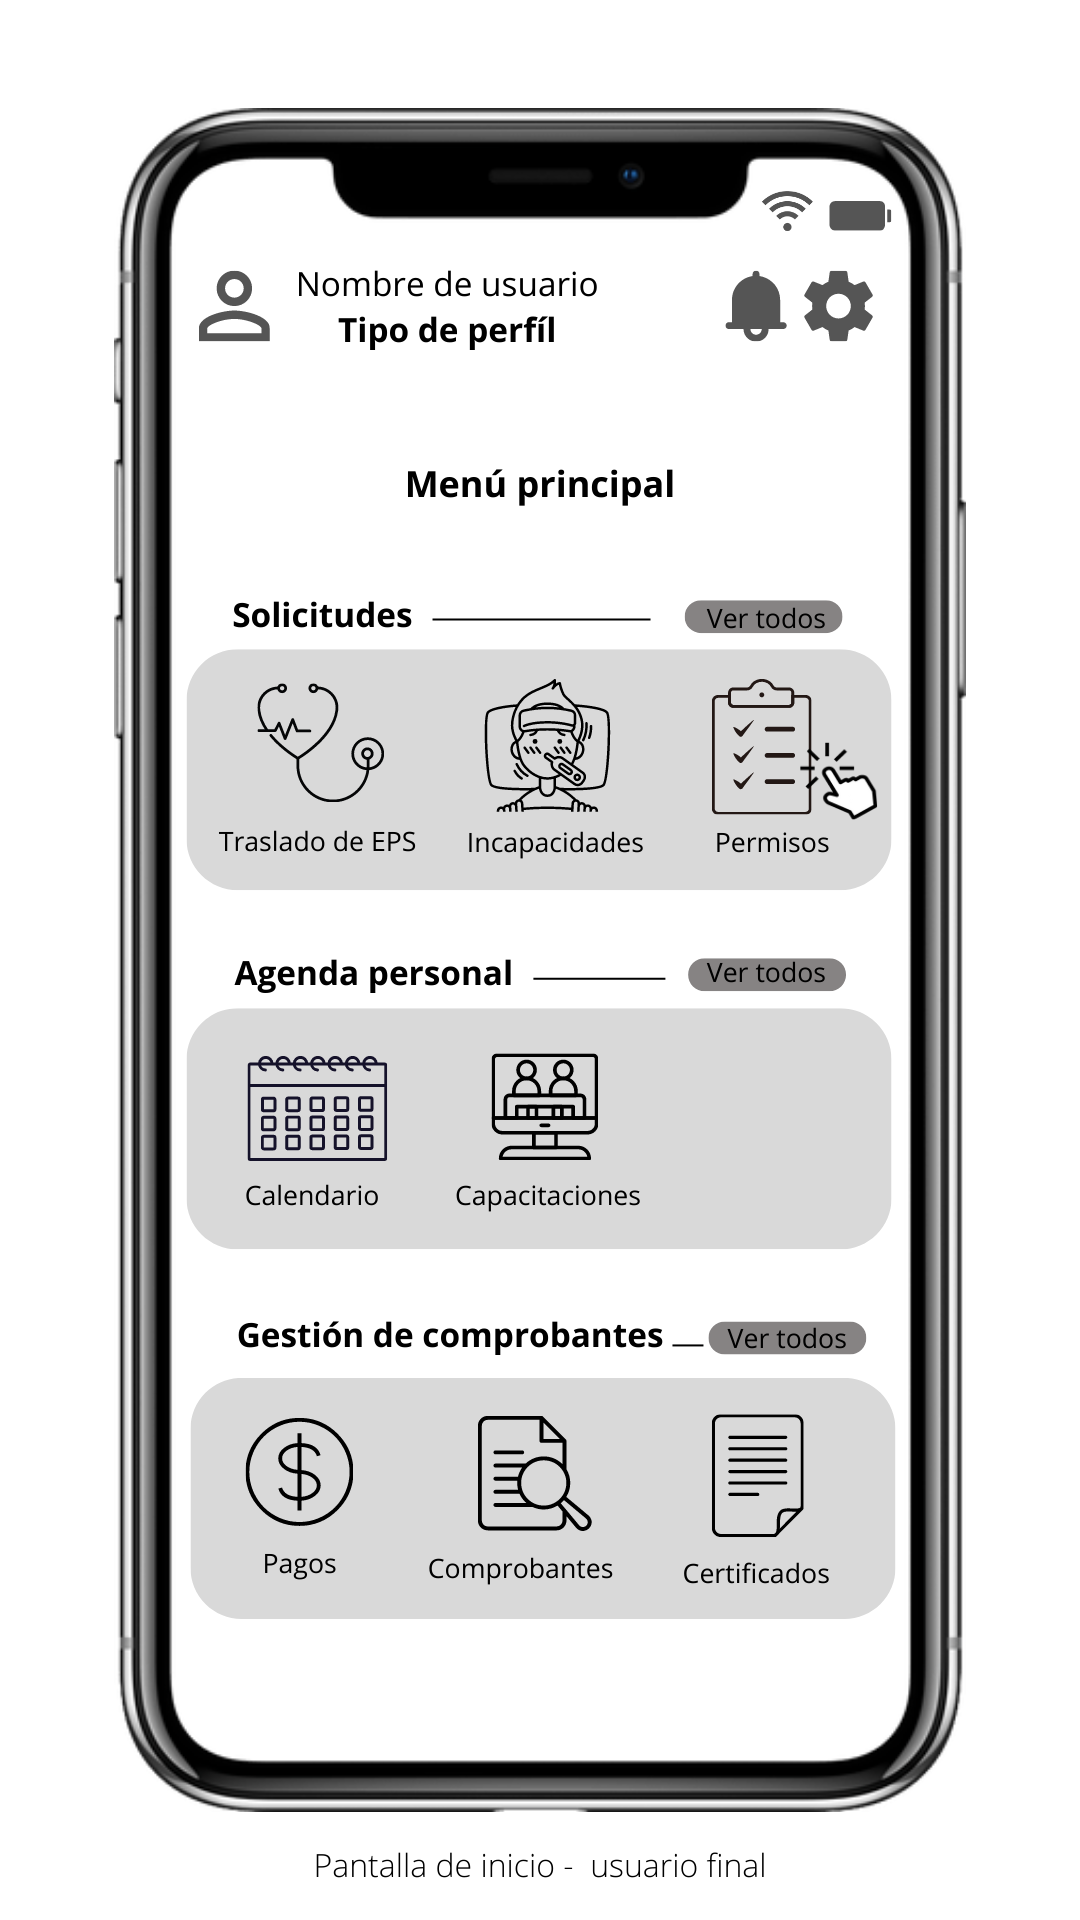 Nombre de usuario
Tipo de perfíl
Menú principal
Solicitudes
Ver todos
Traslado de EPS
Incapacidades
Permisos
Agenda personal
Ver todos
Calendario
Capacitaciones
Gestión de comprobantes
Ver todos
Pagos
Comprobantes
Certificados
Pantalla de inicio - usuario final